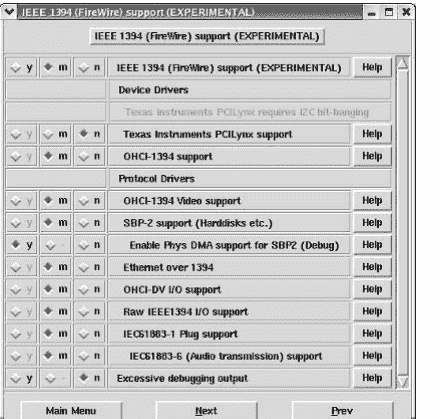 IEEE 1394 (FireWire) support (EXPERIMENTAL)
IEEE 1394 (FireWire) support (EXPERIMENTAL)
y m n IEEE 1394 (FireWire) support (EXPERIMENTAL) Help
Device Drivers
Texas Instruments PCILynx requires I2C bit-banging
y m n Texas Instruments PCILynx support Help
y m n OHCI-1394 support Help
Protocol Drivers
y m n OHCI-1394 Video support Help
y m n SBP-2 support (Harddisks etc.) Help
y - n Enable Phys DMA support for SBP2 (Debug) Help
y m n Ethernet over 1394 Help
y m n OHCI-DV I/O support Help
y m n Raw IEEE1394 I/O support Help
y m n IEC61883-1 Plug support Help
y m n IEC61883-6 (Audio transmission) support Help
y - n Excessive debugging output Help
Main Menu Next Prev